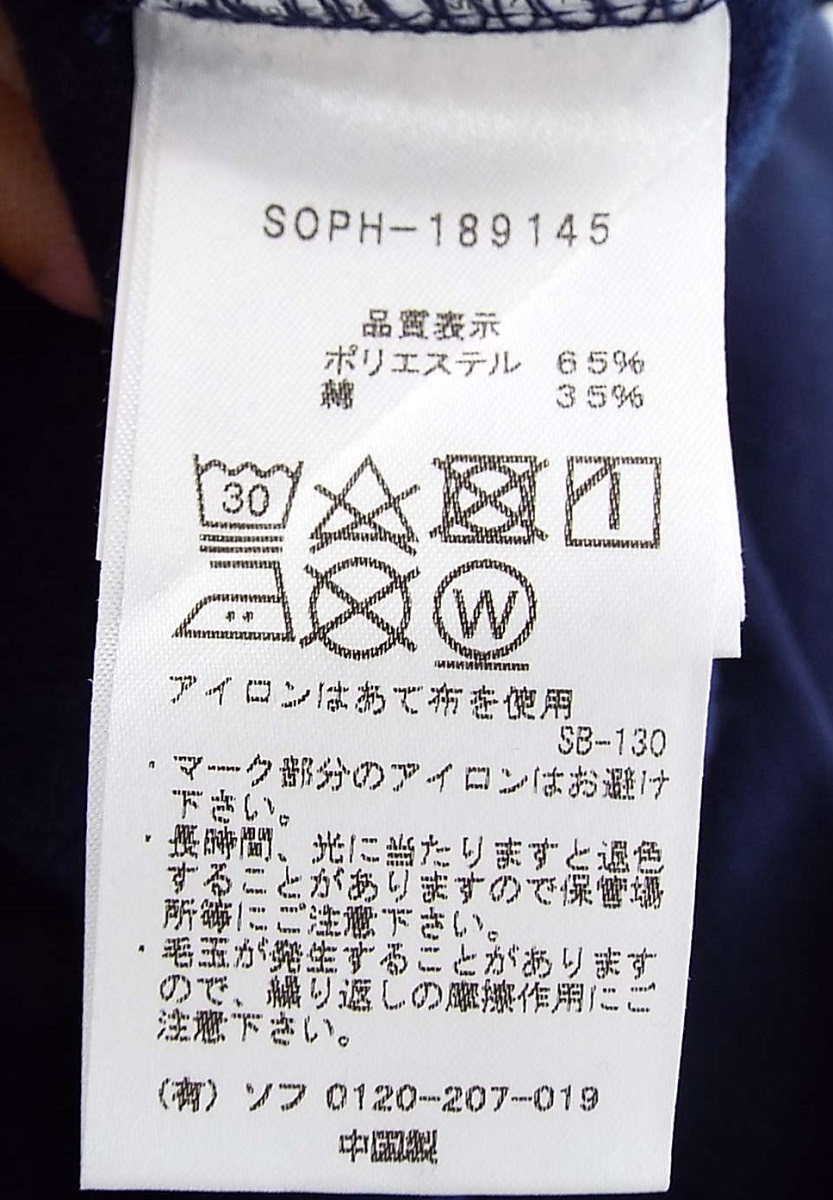 SOPH-189145
品質表示
ポリエステル 65%
綿 35%
30
W
アイロンはあて布を使用
SB-130
・マーク部分のアイロンはお避け
下さい。
・長時間、光に当たりますと退色
することがありますので保管場
所等にご注意下さい。
・毛玉が発生することがあります
ので、繰り返しの摩擦作用にご
注意下さい。
(有) ソフ 0120-207-019
中国製